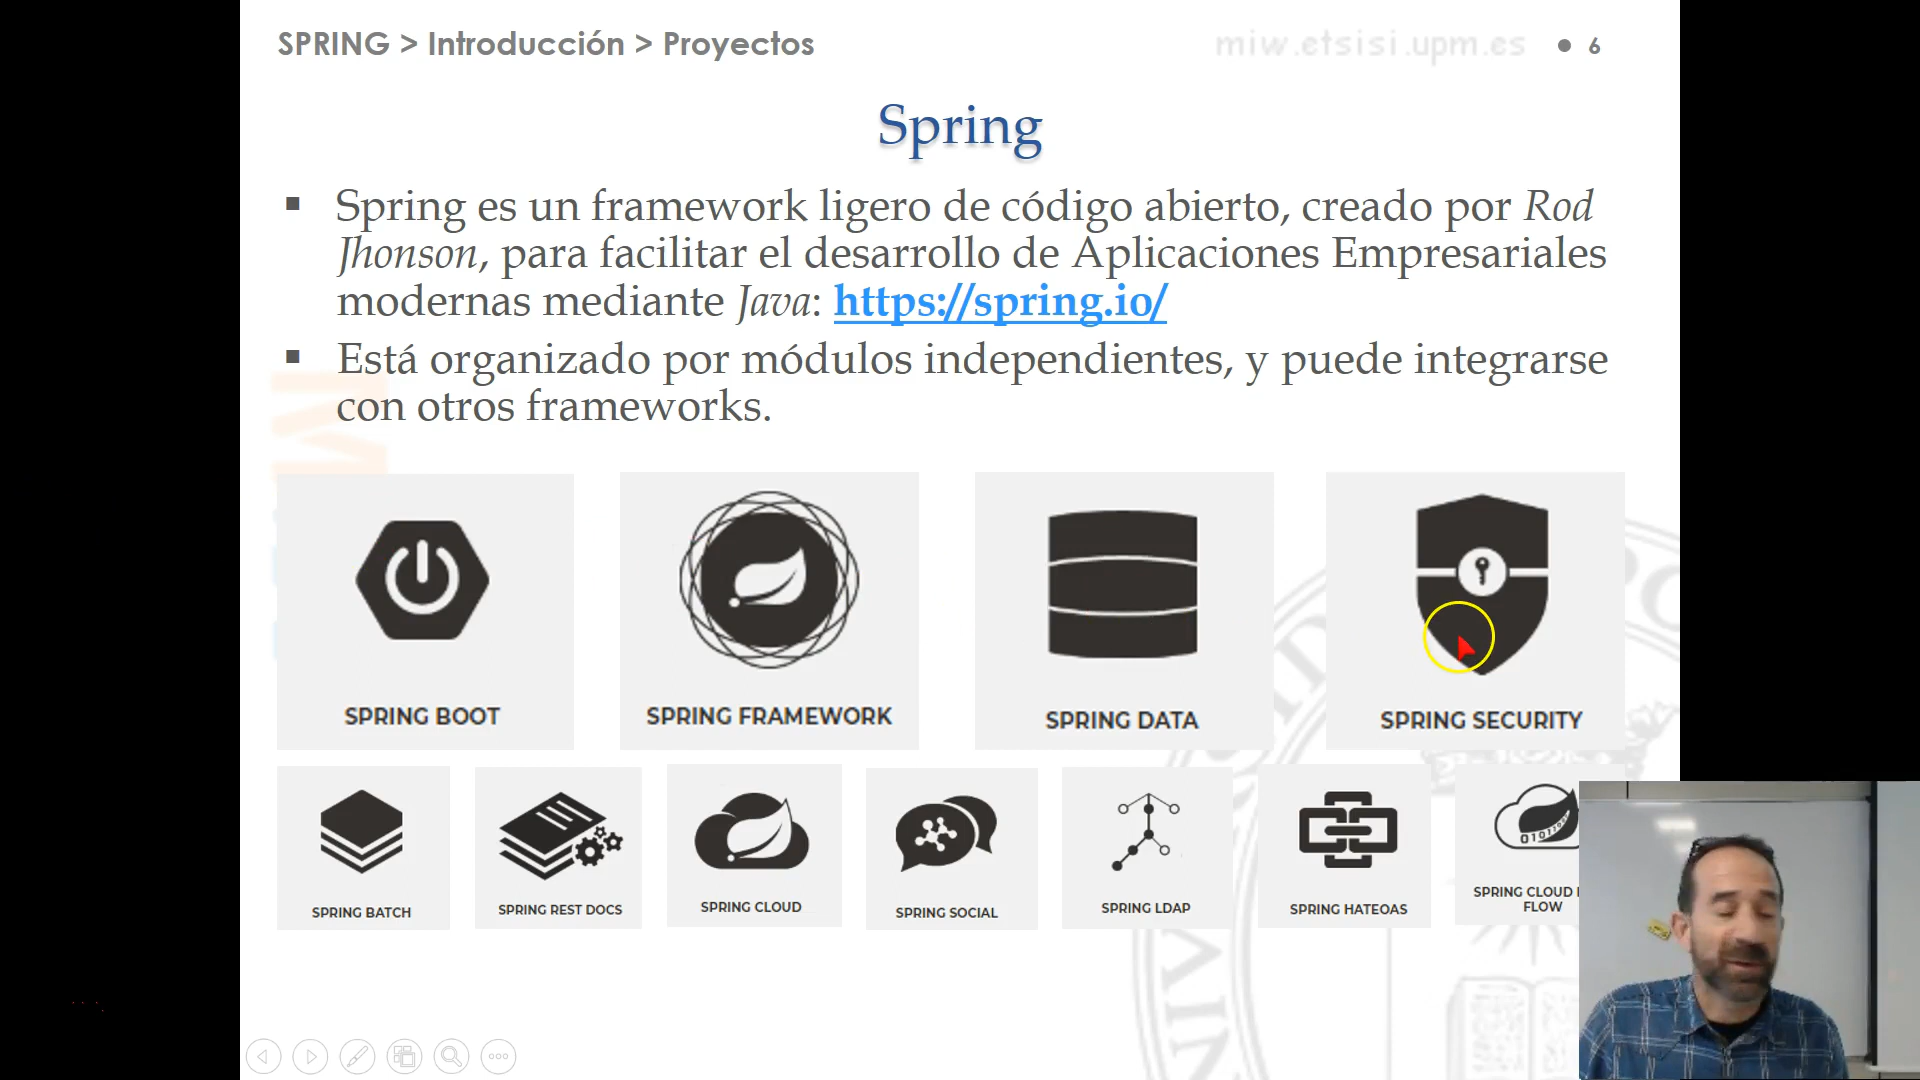 SPRING > Introducción > Proyectos
miw.etsisi.upm.es
6
Spring
Spring es un framework ligero de código abierto, creado por Rod
Jhonson, para facilitar el desarrollo de Aplicaciones Empresariales
modernas mediante Java: https://spring.io/
Está organizado por módulos independientes, y puede integrarse
con otros frameworks.
SPRING BOOT
SPRING FRAMEWORK
SPRING DATA
SPRING SECURITY
SPRING BATCH
SPRING REST DOCS
SPRING CLOUD
SPRING SOCIAL
SPRING LDAP
SPRING HATEOAS
SPRING CLOUD
FLOW